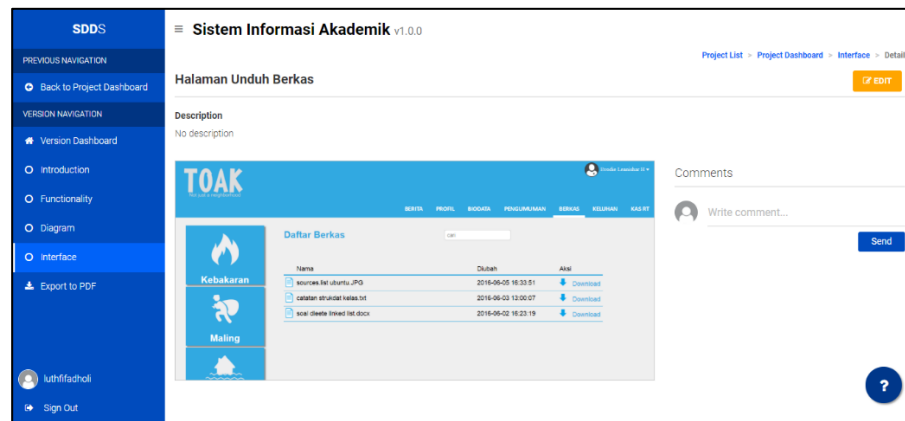 SDDS
PREVIOUS NAVIGATION
Back to Project Dashboard
VERSION NAVIGATION
Version Dashboard
Introduction
Functionality
Diagram
Interface
Export to PDF
luthfifadholi
Sign Out
Sistem Informasi Akademik v1.0.0
Project List > Project Dashboard > Interface > Detail
Halaman Unduh Berkas
EDIT
Description
No description
TOAK
BERITA PROFIL BIODATA PENGUMUMAN BERKAS KELUHAN KAS RT
Kebakaran
Maling
Daftar Berkas
cari
Nama Diubah Aksi
sources.list ubuntu.JPG 2016-06-05 16:33:51 Download
catatan strukdat kelas.txt 2016-06-03 13:00:07 Download
soal dleete linked list.docx 2016-06-02 16:23:19 Download
Comments
Write comment...
Send
?